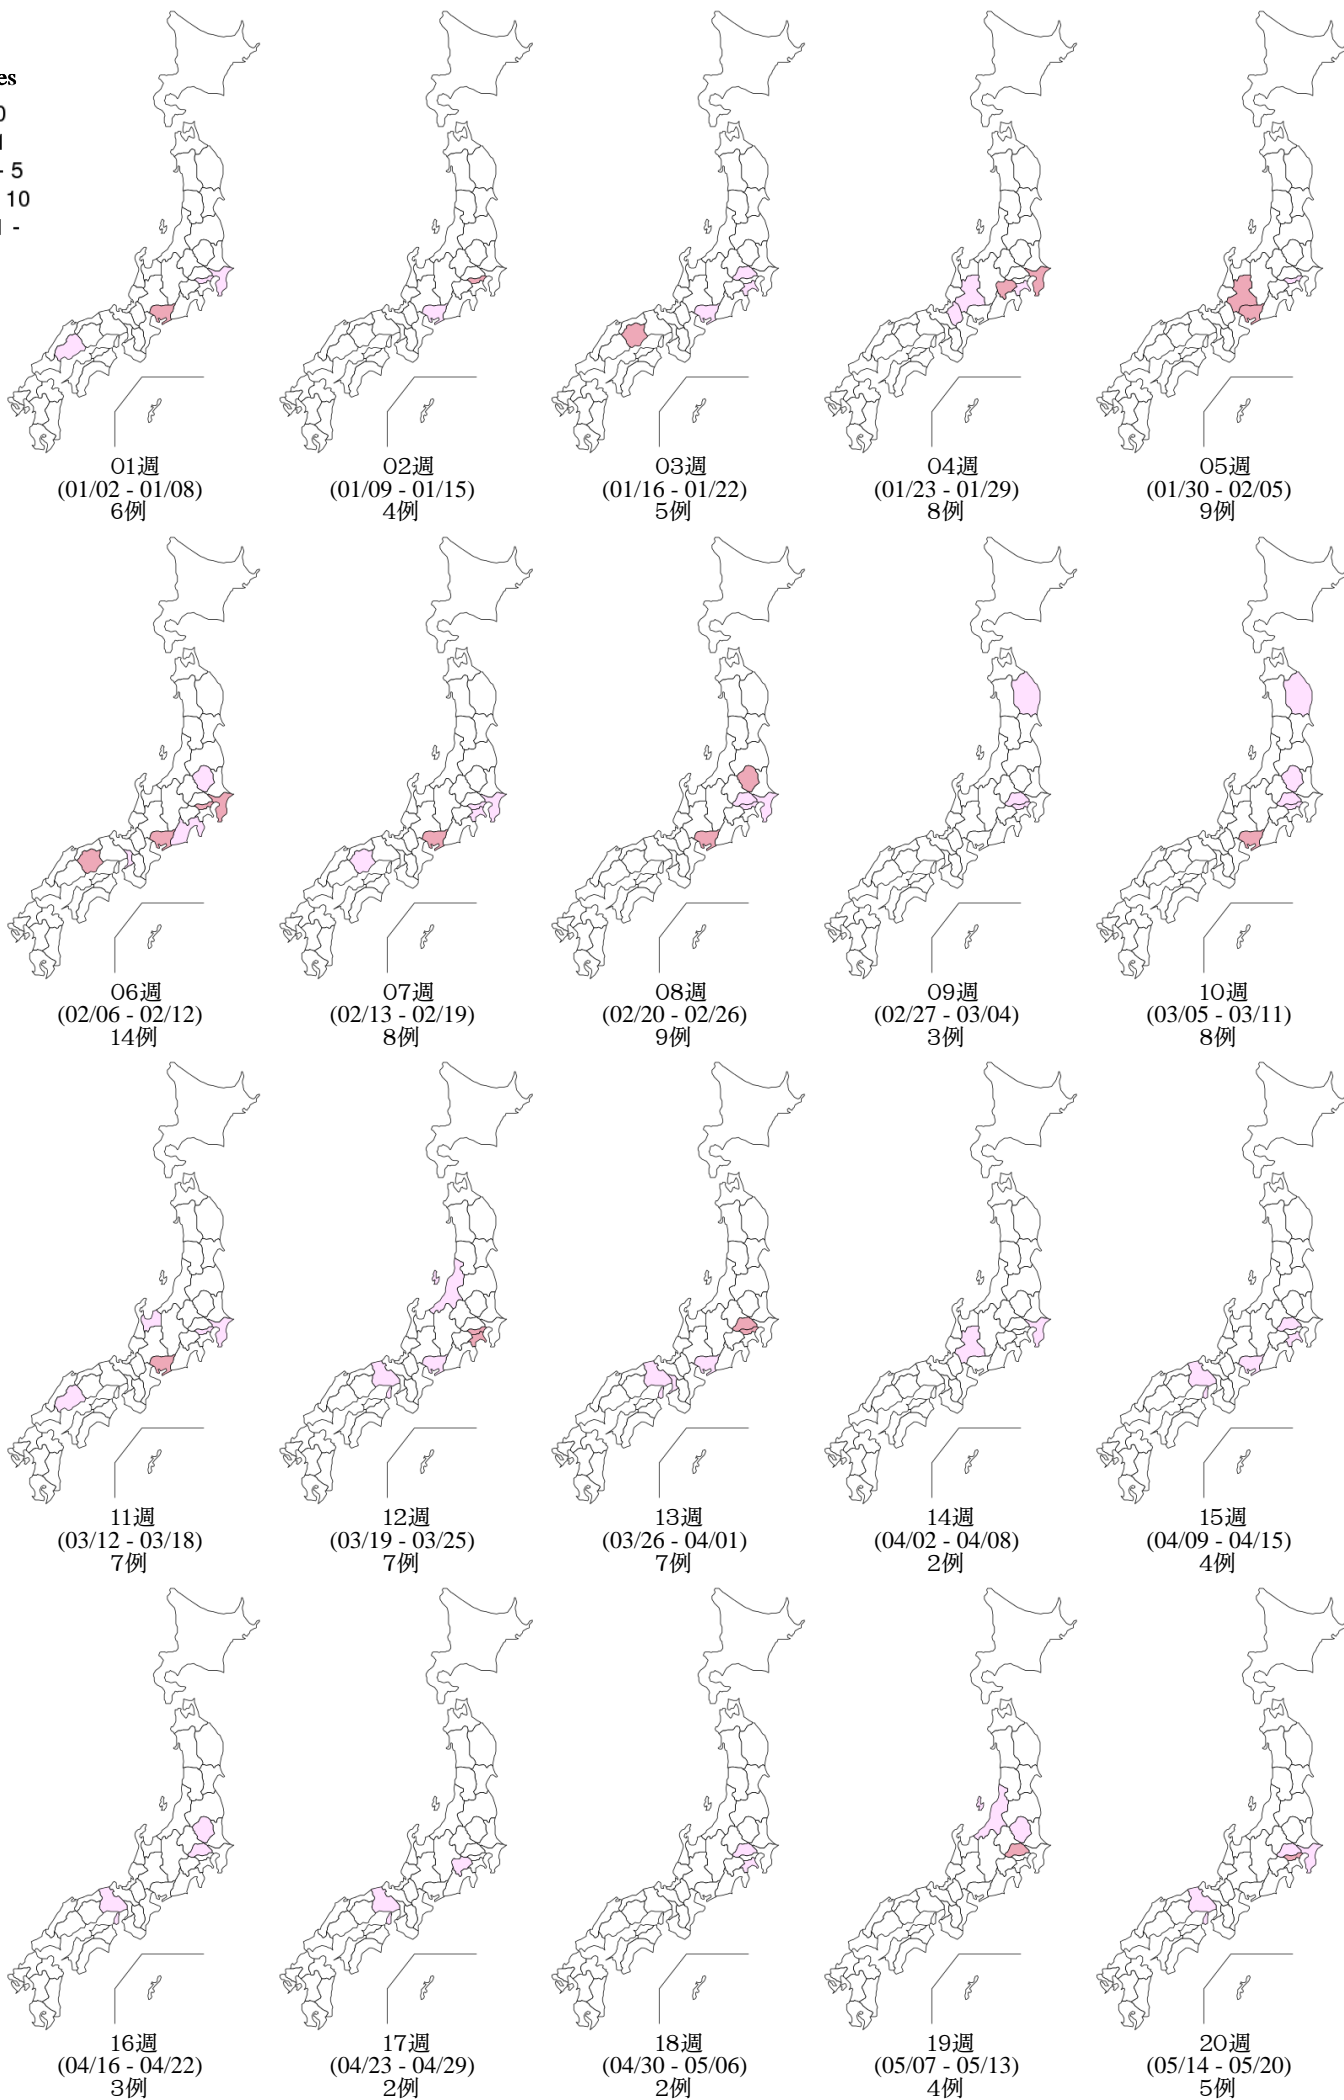 es
0
1
- 5
10
1 -
01週
(01/02 - 01/08)
6例
02週
(01/09 - 01/15)
4例
03週
(01/16 - 01/22)
5例
04週
(01/23 - 01/29)
8例
05週
(01/30 - 02/05)
9例
06週
(02/06 - 02/12)
14例
07週
(02/13 - 02/19)
8例
08週
(02/20 - 02/26)
9例
09週
(02/27 - 03/04)
3例
10週
(03/05 - 03/11)
8例
11週
(03/12 - 03/18)
7例
12週
(03/19 - 03/25)
7例
13週
(03/26 - 04/01)
7例
14週
(04/02 - 04/08)
2例
15週
(04/09 - 04/15)
4例
16週
(04/16 - 04/22)
3例
17週
(04/23 - 04/29)
2例
18週
(04/30 - 05/06)
2例
19週
(05/07 - 05/13)
4例
20週
(05/14 - 05/20)
5例